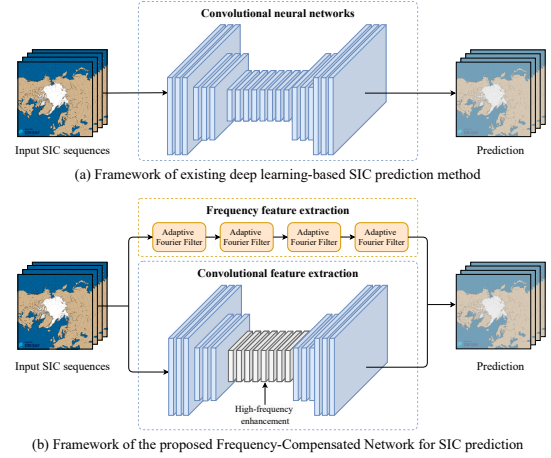 Convolutional neural networks
Input SIC sequences
Prediction
(a) Framework of existing deep learning-based SIC prediction method
Frequency feature extraction
Adaptive
Fourier Filter
Adaptive
Fourier Filter
Adaptive
Fourier Filter
Adaptive
Fourier Filter
Convolutional feature extraction
Input SIC sequences
Prediction
High-frequency
enhancement
(b) Framework of the proposed Frequency-Compensated Network for SIC prediction